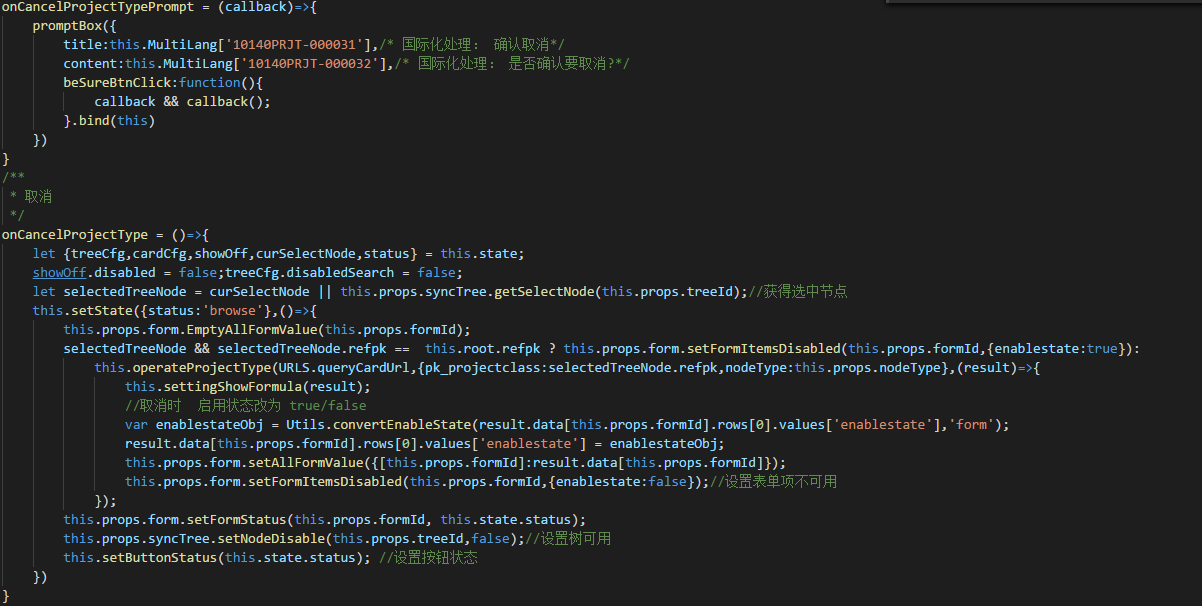 onCancelProjectTypePrompt = (callback)=>{
promptBox({
title:this.MultiLang['10140PRJT-000031'],/* 国际化处理： 确认取消*/
content:this.MultiLang['10140PRJT-000032'],/* 国际化处理： 是否确认要取消?*/
beSureBtnClick:function(){
callback && callback();
}.bind(this)
})
}
/**
* 取消
*/
onCancelProjectType = ()=>{
let {treeCfg,cardCfg,showOff,curSelectNode,status} = this.state;
showOff.disabled = false;treeCfg.disabledSearch = false;
let selectedTreeNode = curSelectNode || this.props.syncTree.getSelectNode(this.props.treeId);//获得选中节点
this.setState({status:'browse'},()=>{
this.props.form.EmptyAllFormValue(this.props.formId);
selectedTreeNode && selectedTreeNode.refpk ==  this.root.refpk ? this.props.form.setFormItemsDisabled(this.props.formId,{enablestate:true}):
this.operateProjectType(URLS.queryCardUrl,{pk_projectclass:selectedTreeNode.refpk,nodeType:this.props.nodeType},(result)=>{
this.settingShowFormula(result);
//取消时  启用状态改为 true/false
var enablestateObj = Utils.convertEnableState(result.data[this.props.formId].rows[0].values['enablestate'],'form');
result.data[this.props.formId].rows[0].values['enablestate'] = enablestateObj;
this.props.form.setAllFormValue({[this.props.formId]:result.data[this.props.formId]});
this.props.form.setFormItemsDisabled(this.props.formId,{enablestate:false});//设置表单项不可用
});
this.props.form.setFormStatus(this.props.formId, this.state.status);
this.props.syncTree.setNodeDisable(this.props.treeId,false);//设置树可用
this.setButtonStatus(this.state.status); //设置按钮状态
})
}